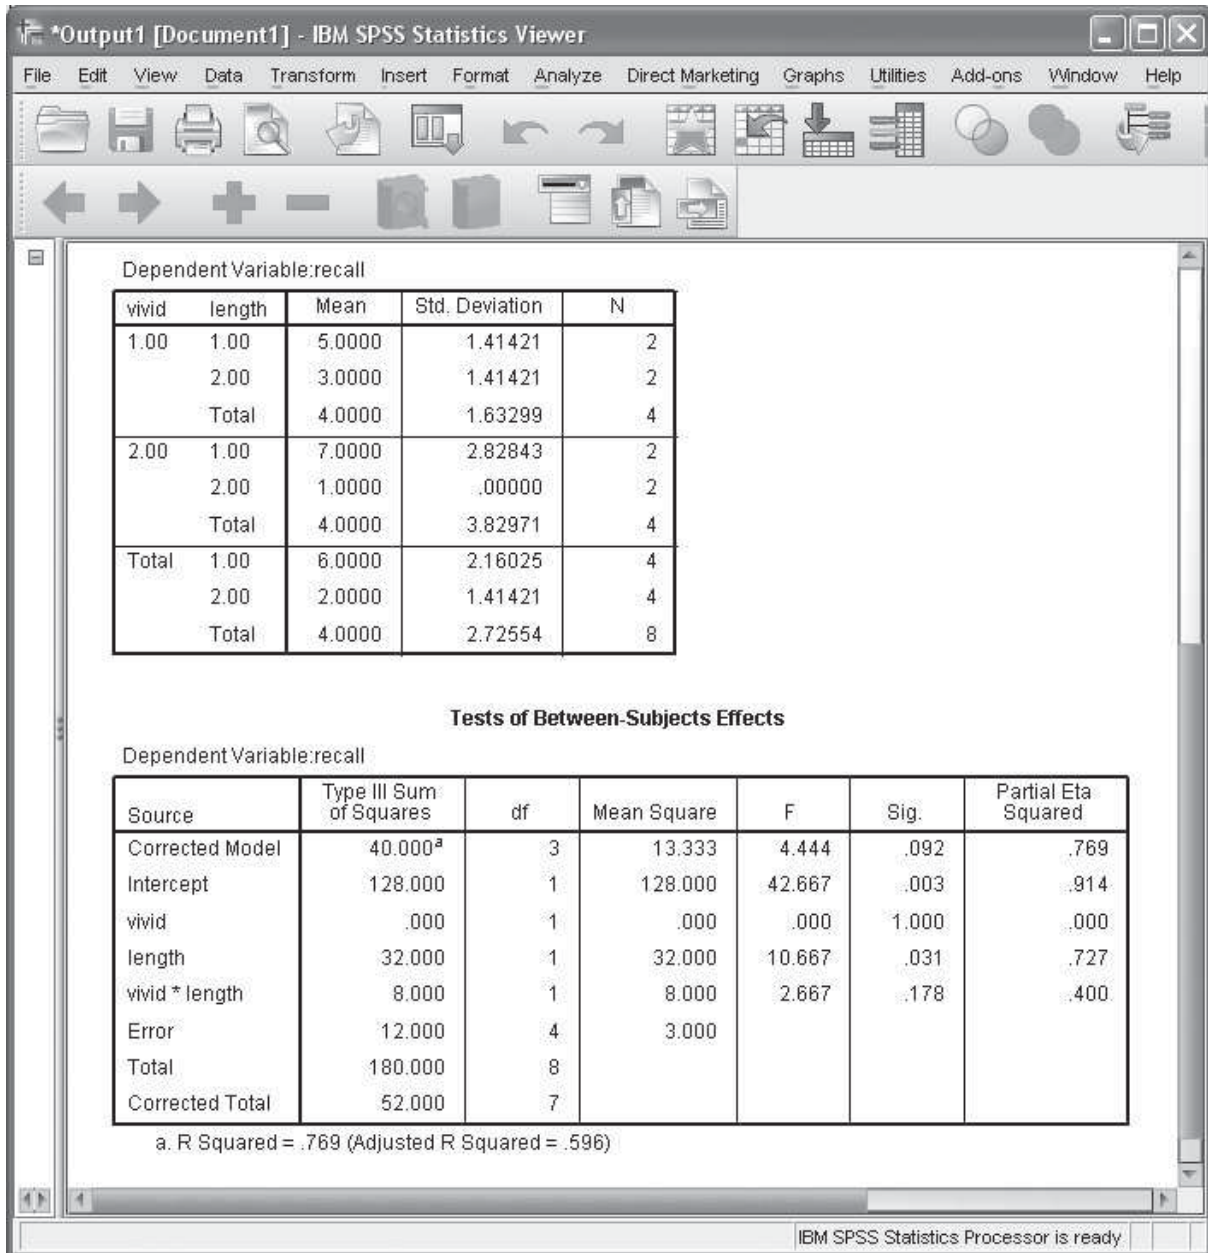 *Output1 [Document1] - IBM SPSS Statistics Viewer
File Edit View Data Transform Insert Format Analyze Direct Marketing Graphs Utilities Add-ons Window Help
Dependent Variable:recall
vivid length Mean Std. Deviation N
1.00 1.00 5.0000 1.41421 2
2.00 3.0000 1.41421 2
Total 4.0000 1.63299 4
2.00 1.00 7.0000 2.82843 2
2.00 1.0000 .00000 2
Total 4.0000 3.82971 4
Total 1.00 6.0000 2.16025 4
2.00 2.0000 1.41421 4
Total 4.0000 2.72554 8
Tests of Between-Subjects Effects
Dependent Variable:recall
Source Type III Sum of Squares df Mean Square F Sig. Partial Eta Squared
Corrected Model 40.000a 3 13.333 4.444 .092 .769
Intercept 128.000 1 128.000 42.667 .003 .914
vivid .000 1 .000 .000 1.000 .000
length 32.000 1 32.000 10.667 .031 .727
vivid * length 8.000 1 8.000 2.667 .178 .400
Error 12.000 4 3.000
Total 180.000 8
Corrected Total 52.000 7
a. R Squared = .769 (Adjusted R Squared = .596)
IBM SPSS Statistics Processor is ready